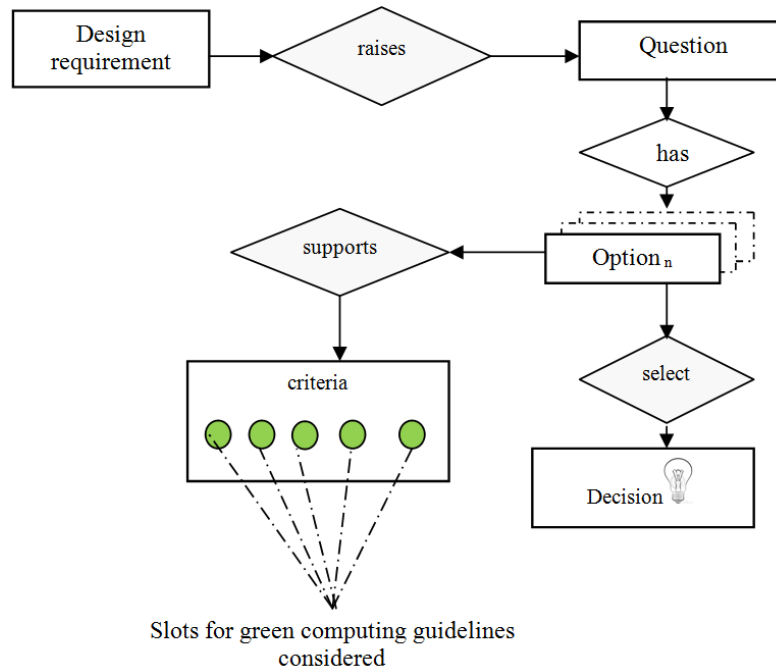 Design
requirement
raises
Question
has
supports
Option n
criteria
select
Decision
Slots for green computing guidelines
considered